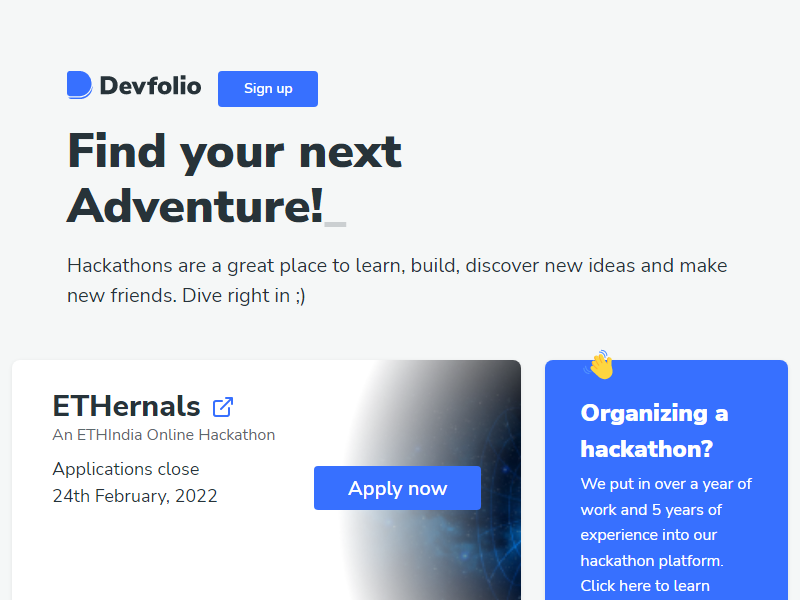 Devfolio
Sign up
Find your next
Adventure!_
Hackathons are a great place to learn, build, discover new ideas and make
new friends. Dive right in ;)
ETHernals
An ETHIndia Online Hackathon
Applications close
24th February, 2022
Apply now
Organizing a
hackathon?
We put in over a year of
work and 5 years of
experience into our
hackathon platform.
Click here to learn